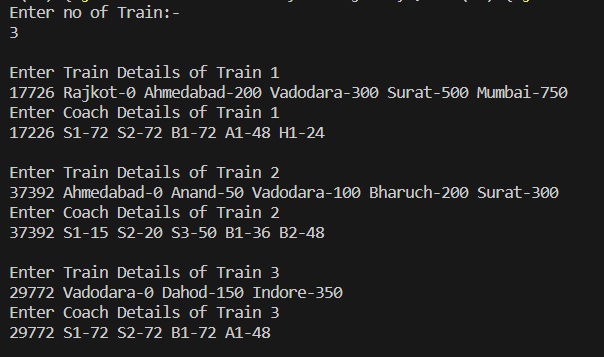 Enter no of Train:-
3
Enter Train Details of Train 1
17726 Rajkot-0 Ahmedabad-200 Vadodara-300 Surat-500 Mumbai-750
Enter Coach Details of Train 1
17226 S1-72 S2-72 B1-72 A1-48 H1-24
Enter Train Details of Train 2
37392 Ahmedabad-0 Anand-50 Vadodara-100 Bharuch-200 Surat-300
Enter Coach Details of Train 2
37392 S1-15 S2-20 S3-50 B1-36 B2-48
Enter Train Details of Train 3
29772 Vadodara-0 Dahod-150 Indore-350
Enter Coach Details of Train 3
29772 S1-72 S2-72 B1-72 A1-48